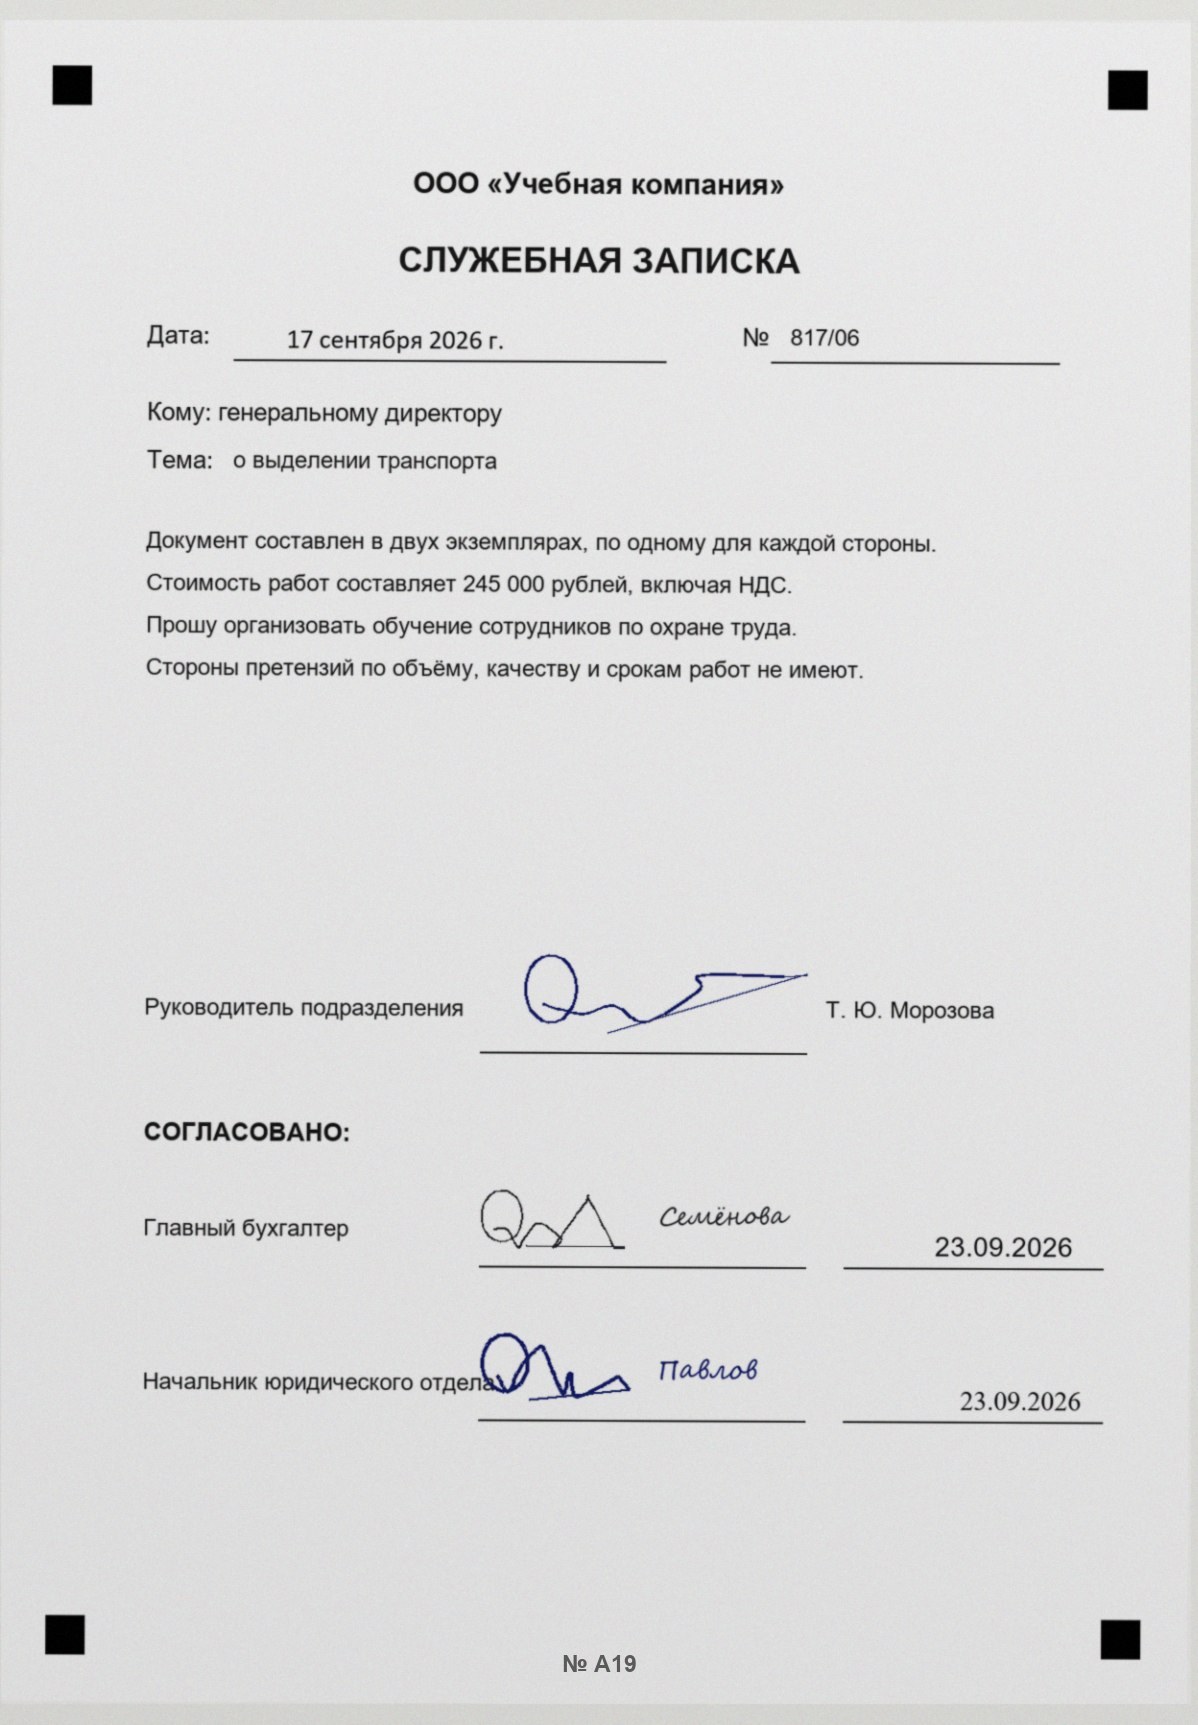 ООО «Учебная компания»
СЛУЖЕБНАЯ ЗАПИСКА
Дата: 17 сентября 2026 г. № 817/06
Кому: генеральному директору
Тема: о выделении транспорта
Документ составлен в двух экземплярах, по одному для каждой стороны.
Стоимость работ составляет 245 000 рублей, включая НДС.
Прошу организовать обучение сотрудников по охране труда.
Стороны претензий по объёму, качеству и срокам работ не имеют.
Руководитель подразделения Т. Ю. Морозова
СОГЛАСОВАНО:
Главный бухгалтер Семёнова 23.09.2026
Начальник юридического отдела Павлов 23.09.2026
№ А19